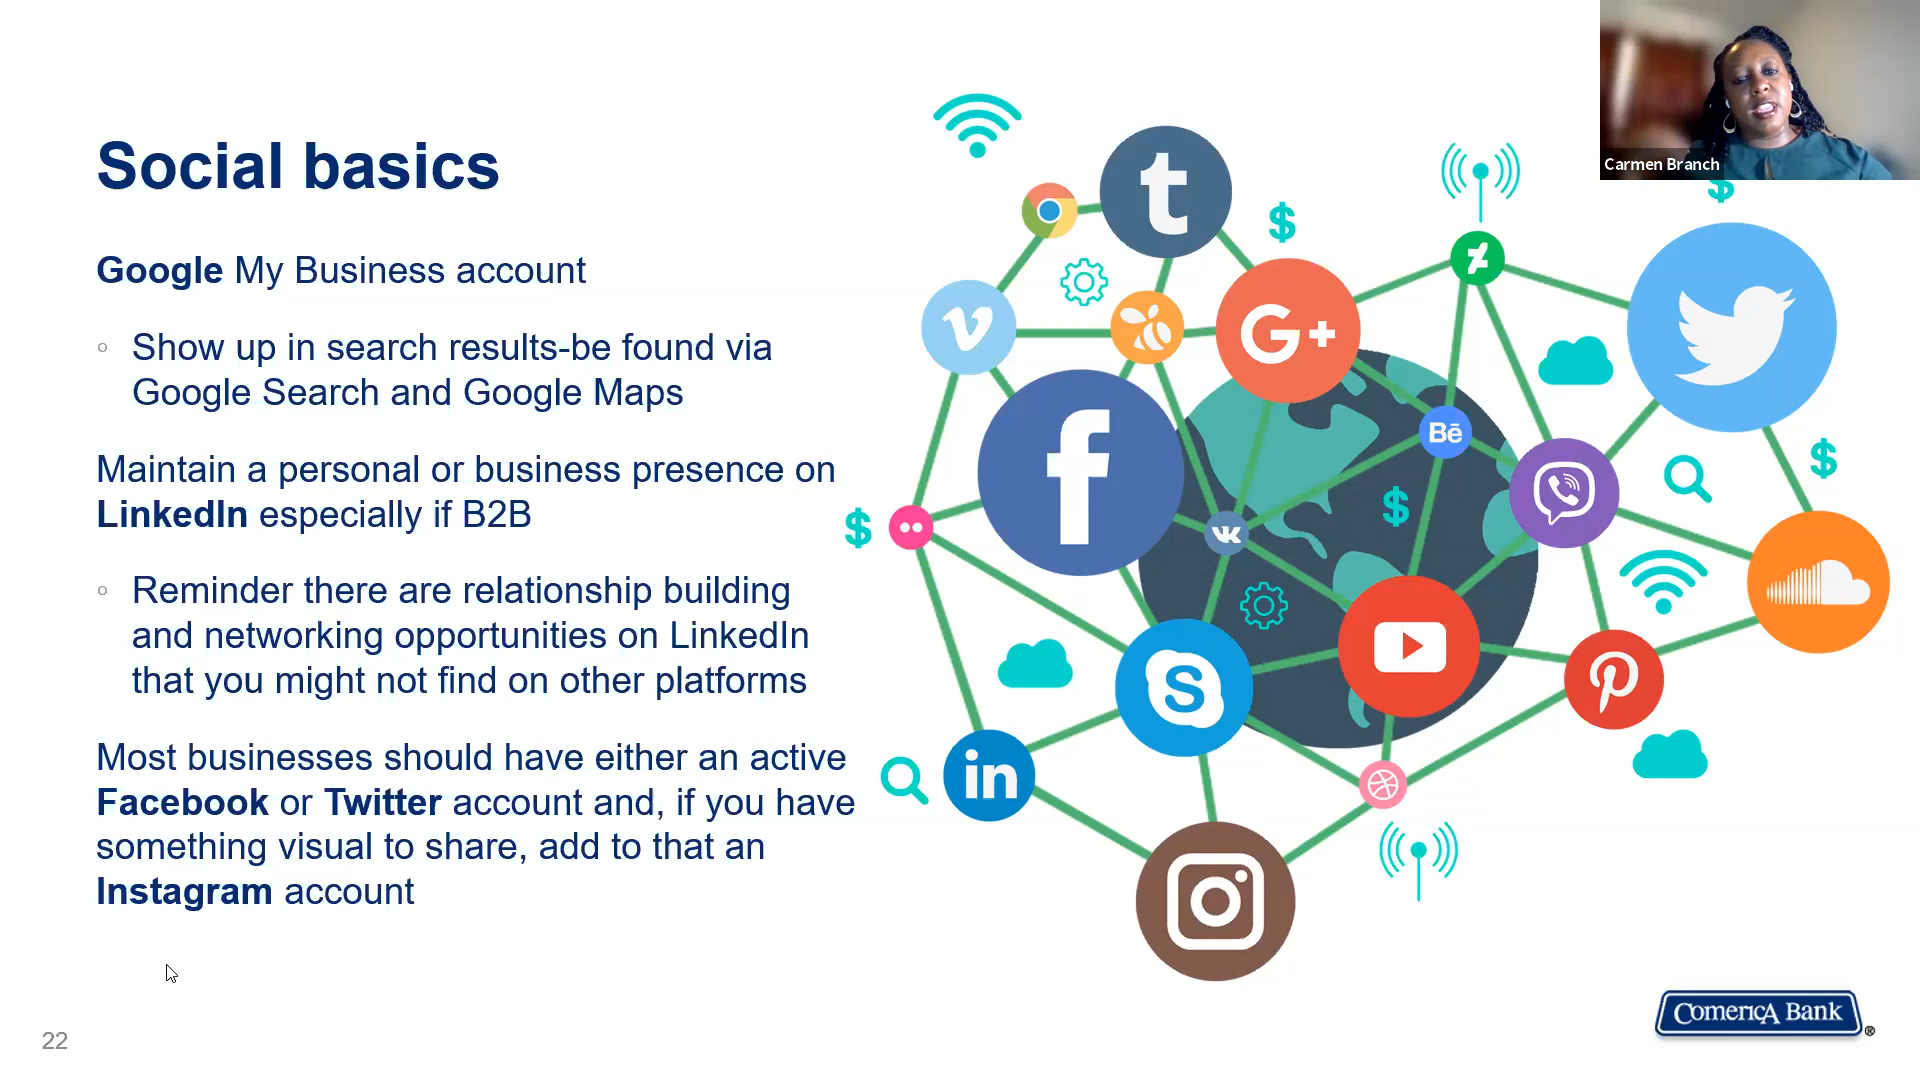 Carmen Branch
Social basics
Google My Business account
Show up in search results-be found via
Google Search and Google Maps
Maintain a personal or business presence on
LinkedIn especially if B2B
Reminder there are relationship building
and networking opportunities on LinkedIn
that you might not find on other platforms
Most businesses should have either an active
Facebook or Twitter account and, if you have
something visual to share, add to that an
Instagram account
t
$
$
v
G+
f
Bē
$
$
$
VK
S
in
22
ComericA Bank ®